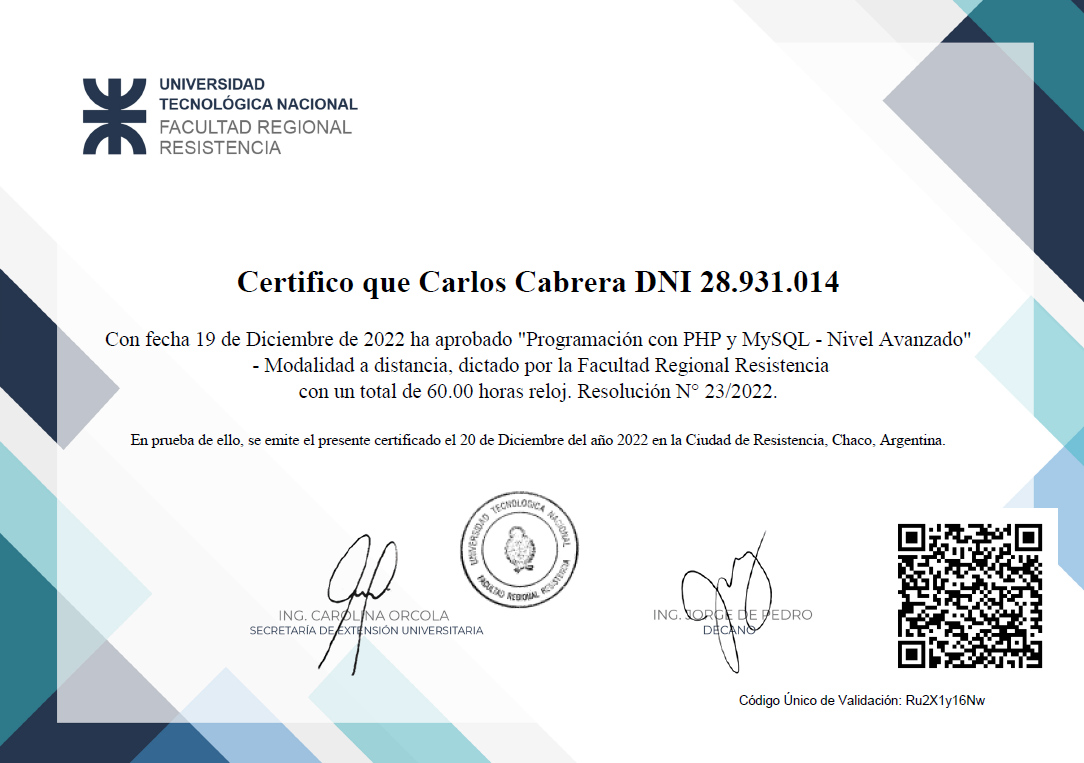 UNIVERSIDAD
TECNOLÓGICA NACIONAL
FACULTAD REGIONAL
RESISTENCIA
Certifico que Carlos Cabrera DNI 28.931.014
Con fecha 19 de Diciembre de 2022 ha aprobado "Programación con PHP y MySQL - Nivel Avanzado"
- Modalidad a distancia, dictado por la Facultad Regional Resistencia
con un total de 60.00 horas reloj. Resolución N° 23/2022.
En prueba de ello, se emite el presente certificado el 20 de Diciembre del año 2022 en la Ciudad de Resistencia, Chaco, Argentina.
UNIVERSIDAD TECNOLOGICA NACIONAL
FACULTAD REGIONAL RESISTENCIA
ING. CAROLINA ORCOLA
SECRETARÍA DE EXTENSIÓN UNIVERSITARIA
ING. JORGE DE PEDRO
DECANO
Código Único de Validación: Ru2X1y16Nw